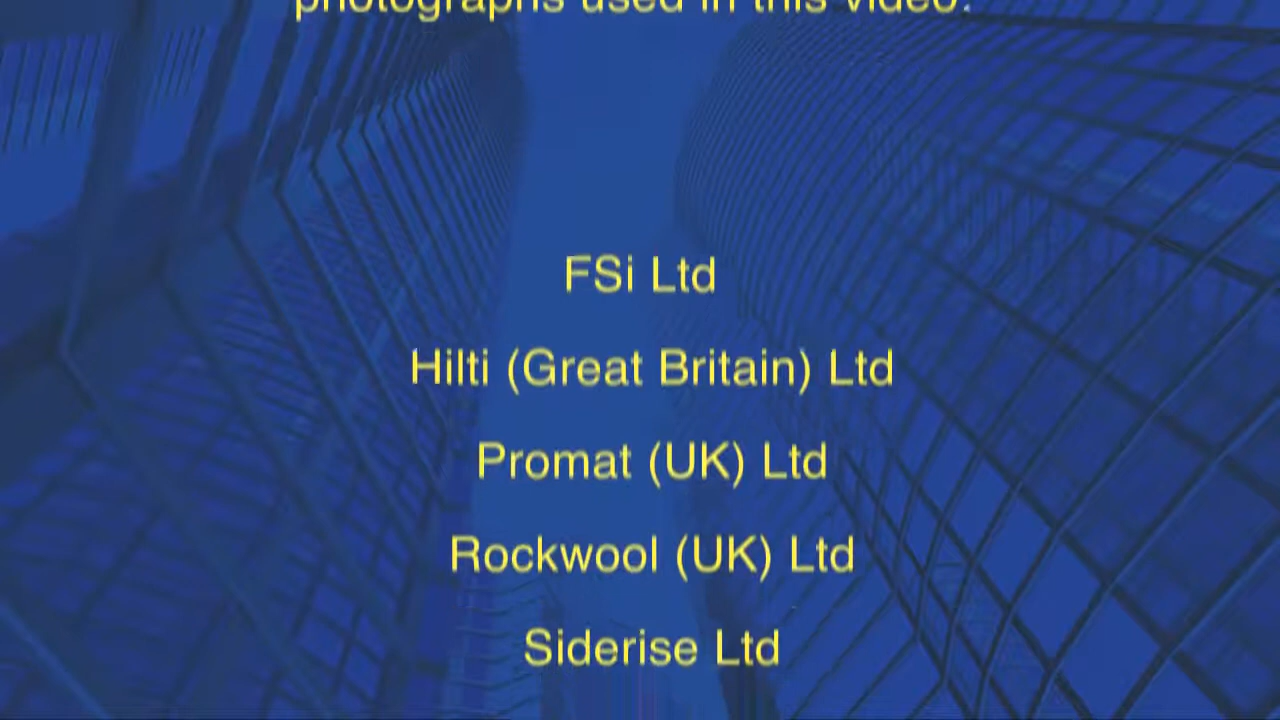 photographs used in this video.
FSi Ltd
Hilti (Great Britain) Ltd
Promat (UK) Ltd
Rockwool (UK) Ltd
Siderise Ltd